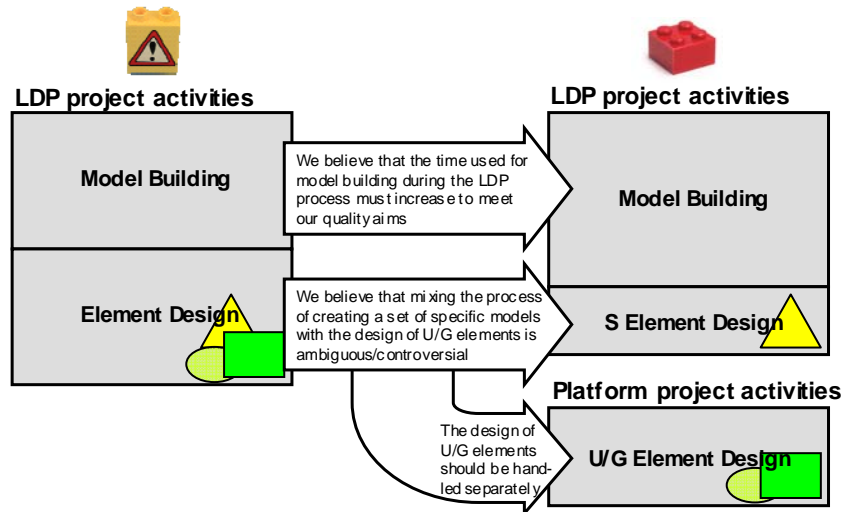 LDP project activities
Model Building
Element Design
We believe that the time used for
model building during the LDP
process must increase to meet
our quality aims
We believe that mixing the process
of creating a set of specific models
with the design of U/G elements is
ambiguous/controversial
The design of
U/G elements
should be hand-
led separately
LDP project activities
Model Building
S Element Design
Platform project activities
U/G Element Design